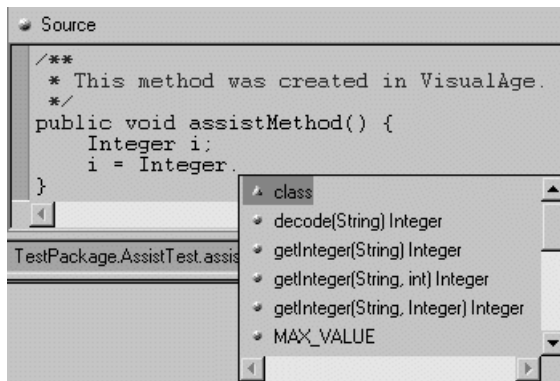 Source
/**
 * This method was created in VisualAge.
 */
public void assistMethod() {
    Integer i;
    i = Integer.
}
class
decode(String) Integer
getInteger(String) Integer
getInteger(String, int) Integer
getInteger(String, Integer) Integer
MAX_VALUE
TestPackage.AssistTest.assis